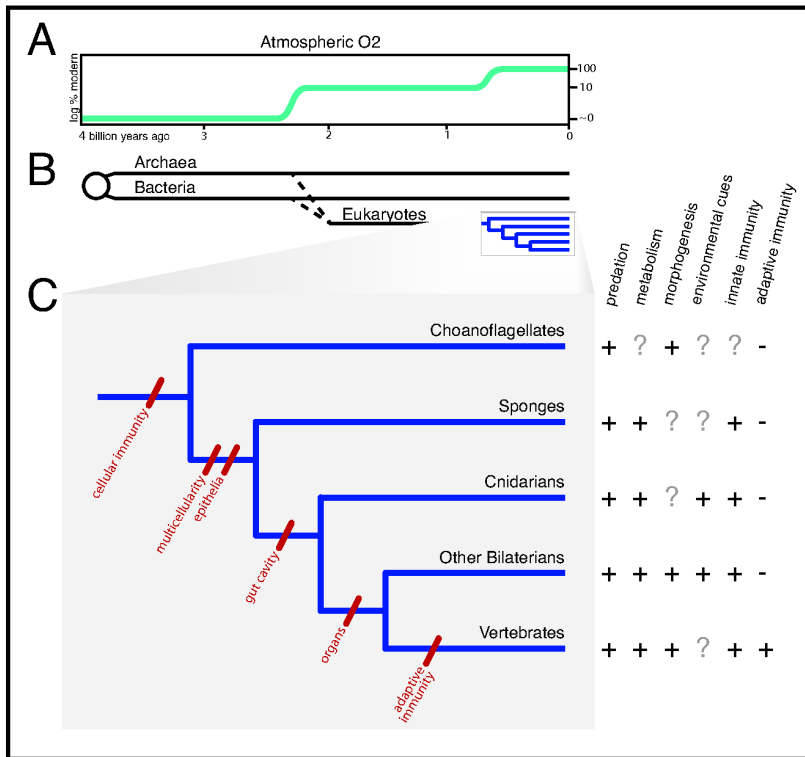 A
Atmospheric O2
log % modern
100
10
~0
4 billion years ago
3
2
1
0
B
Archaea
Bacteria
Eukaryotes
predation
metabolism
morphogenesis
environmental cues
innate immunity
adaptive immunity
C
Choanoflagellates
+ ? + ? ? -
cellular immunity
Sponges
+ + ? ? + -
multicellularity
epithelia
Cnidarians
+ + ? + + -
gut cavity
Other Bilaterians
+ + + + + -
organs
Vertebrates
+ + + ? + +
adaptive
immunity